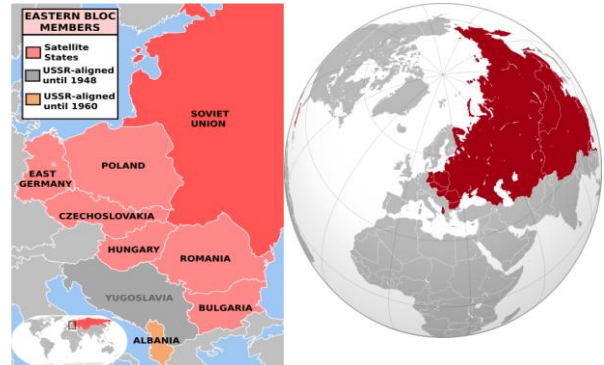 EASTERN BLOC
MEMBERS
Satellite
States
USSR-aligned
until 1948
USSR-aligned
until 1960
SOVIET
UNION
POLAND
EAST
GERMANY
CZECHOSLOVAKIA
HUNGARY
ROMANIA
YUGOSLAVIA
BULGARIA
ALBANIA